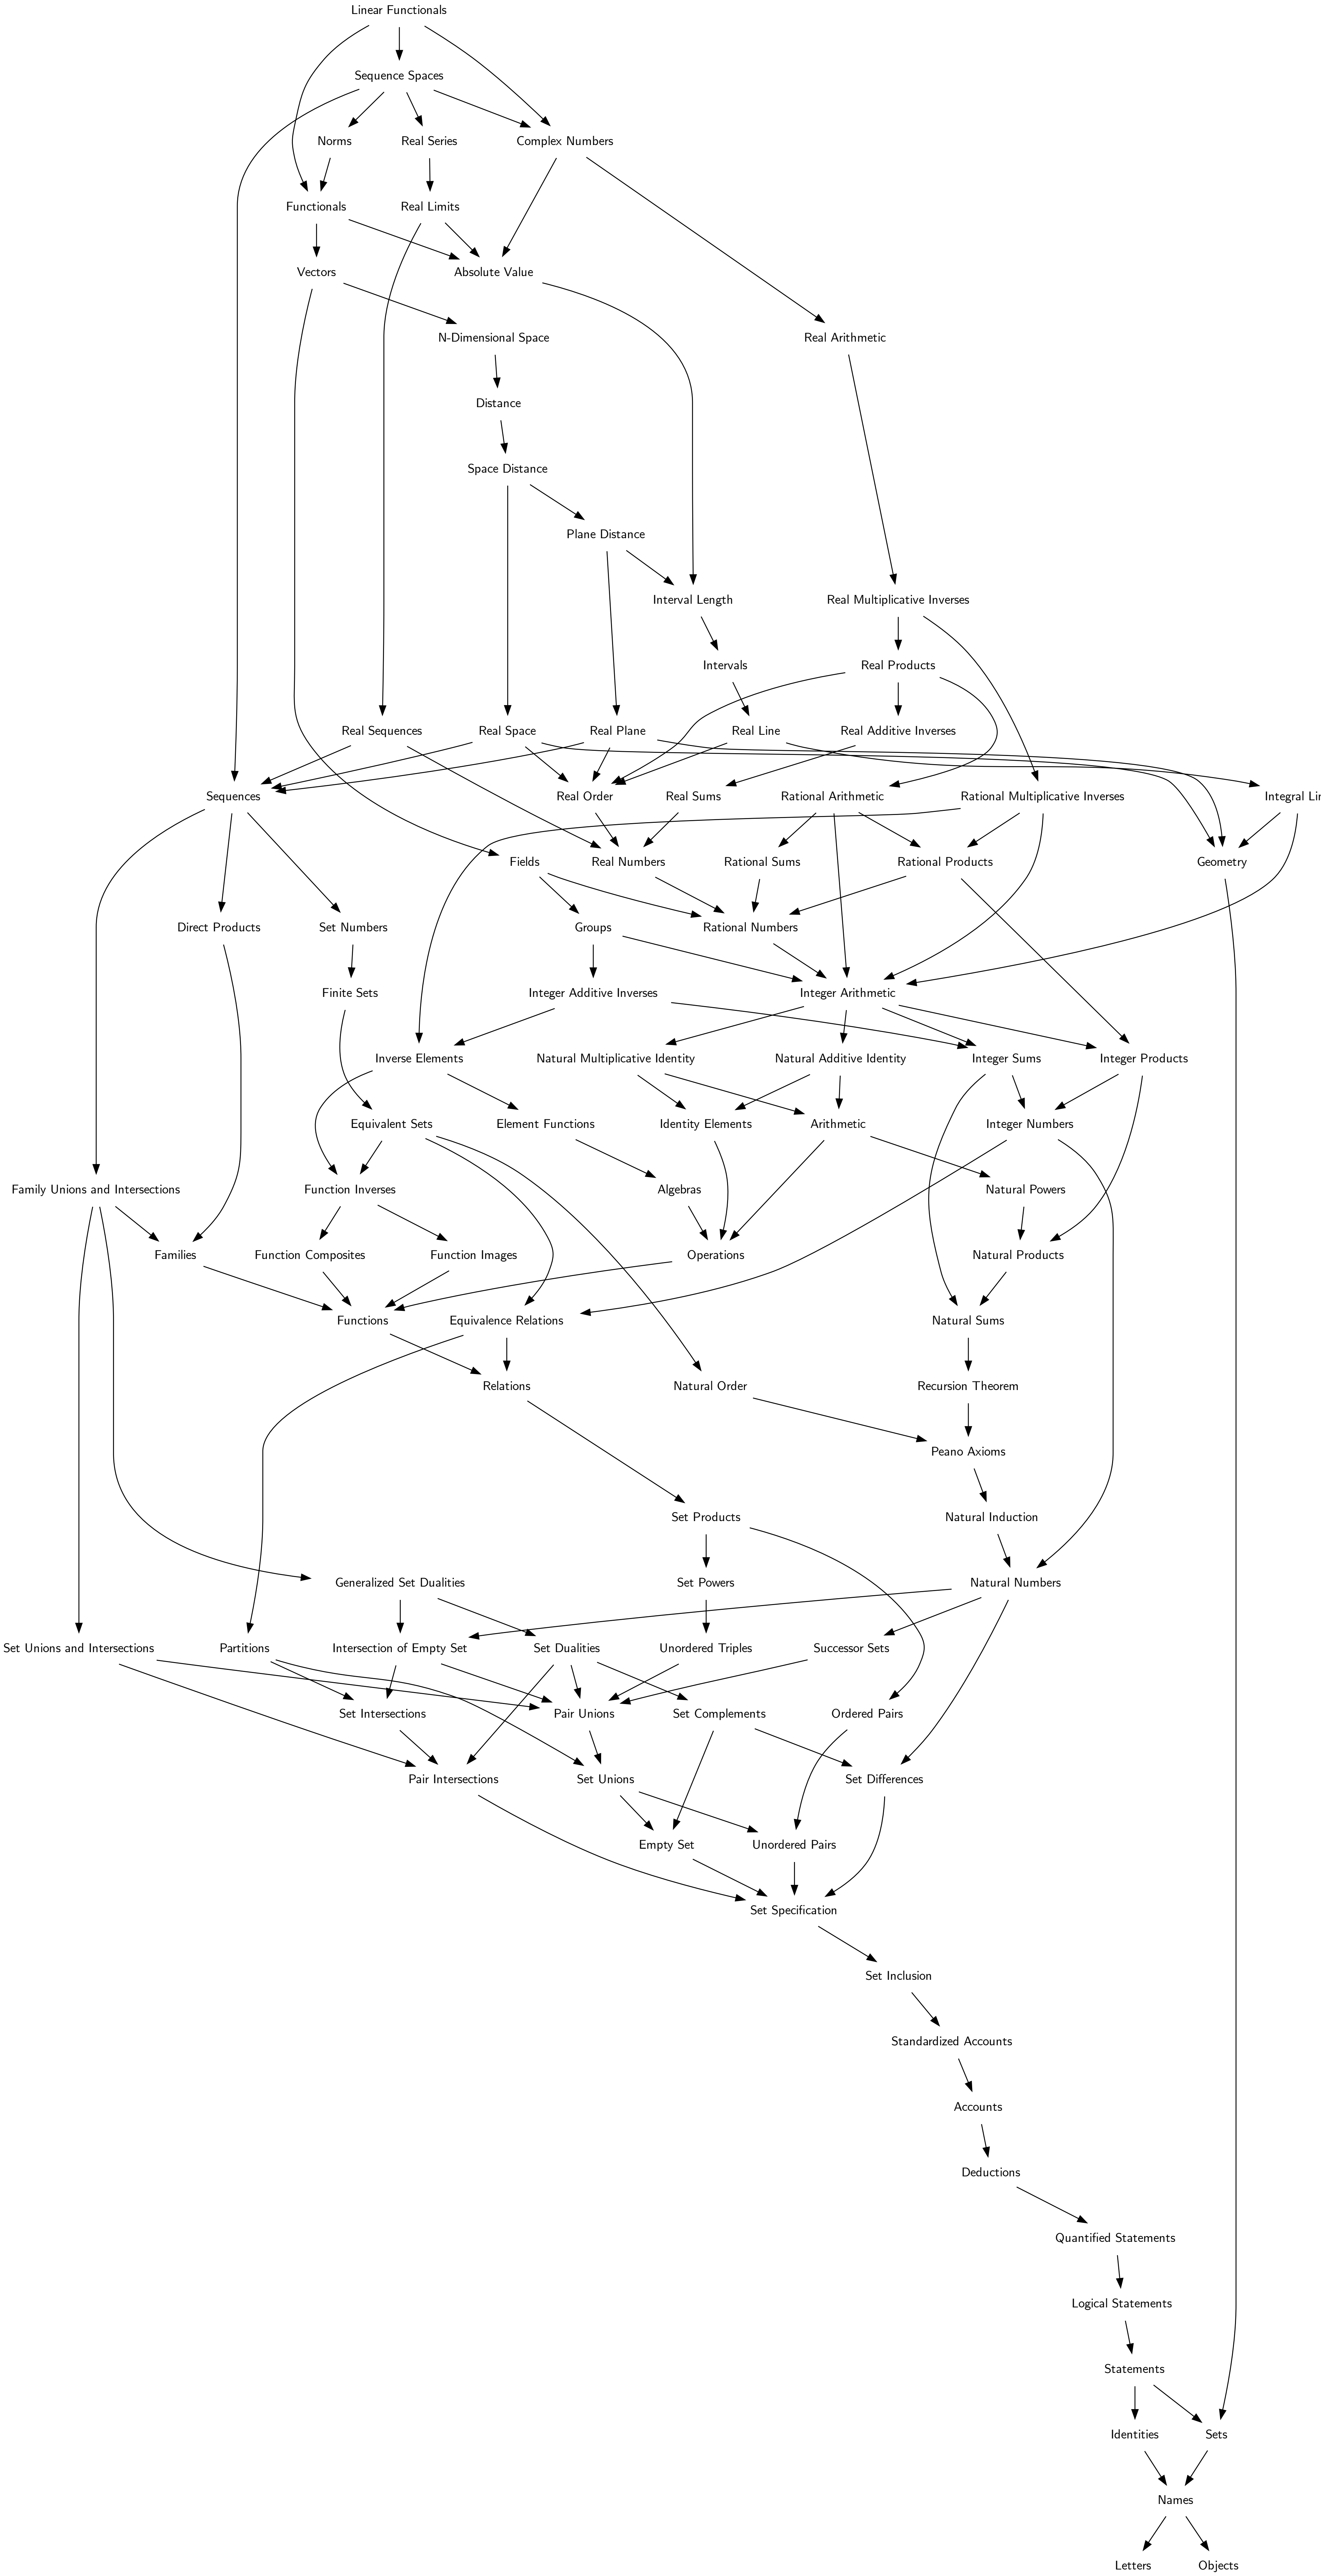 Linear Functionals
Sequence Spaces
Norms
Real Series
Complex Numbers
Functionals
Real Limits
Vectors
Absolute Value
N-Dimensional Space
Real Arithmetic
Distance
Space Distance
Plane Distance
Interval Length
Real Multiplicative Inverses
Intervals
Real Products
Real Sequences
Real Space
Real Plane
Real Line
Real Additive Inverses
Sequences
Real Order
Real Sums
Rational Arithmetic
Rational Multiplicative Inverses
Integral Li
Fields
Real Numbers
Rational Sums
Rational Products
Geometry
Direct Products
Set Numbers
Groups
Rational Numbers
Finite Sets
Integer Additive Inverses
Integer Arithmetic
Inverse Elements
Natural Multiplicative Identity
Natural Additive Identity
Integer Sums
Integer Products
Equivalent Sets
Element Functions
Identity Elements
Arithmetic
Integer Numbers
Family Unions and Intersections
Function Inverses
Algebras
Natural Powers
Families
Function Composites
Function Images
Operations
Natural Products
Functions
Equivalence Relations
Natural Sums
Relations
Natural Order
Recursion Theorem
Peano Axioms
Set Products
Natural Induction
Generalized Set Dualities
Set Powers
Natural Numbers
Set Unions and Intersections
Partitions
Intersection of Empty Set
Set Dualities
Unordered Triples
Successor Sets
Set Intersections
Pair Unions
Set Complements
Ordered Pairs
Pair Intersections
Set Unions
Set Differences
Empty Set
Unordered Pairs
Set Specification
Set Inclusion
Standardized Accounts
Accounts
Deductions
Quantified Statements
Logical Statements
Statements
Identities
Sets
Names
Letters
Objects